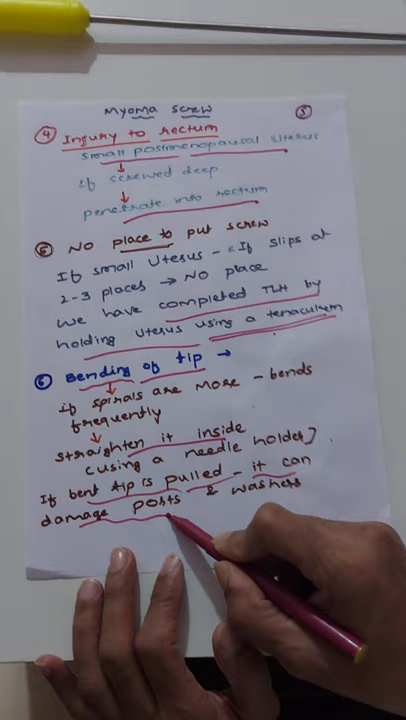 Myoma Screw
5
4 Injury to rectum
Small postmenopausal uterus
If screwed deep
penetrate into rectum
5 No place to put screw
If small Uterus - If slips at
2-3 places → No place
We have completed TLH by
holding Uterus using a tenaculum
6 Bending of tip →
if spirals are more - bends
frequently
straighten it inside
(using a needle holder)
If bent tip is pulled - it can
damage ports & washers